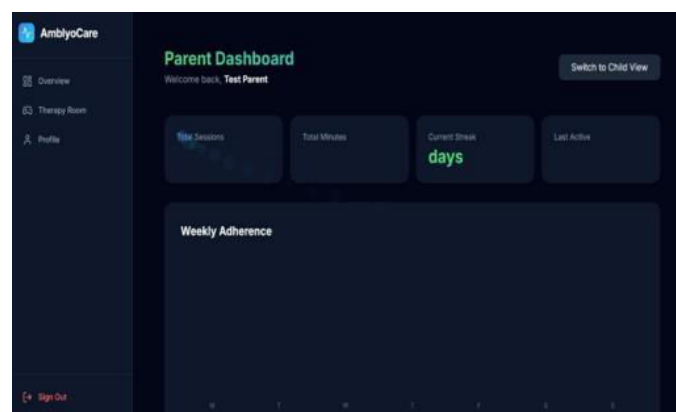 AmblyoCare
Overview
Therapy Room
Profile
Sign Out
Parent Dashboard
Welcome back, Test Parent
Switch to Child View
Total Sessions
Total Minutes
Current Streak
days
Last Active
Weekly Adherence
M T W T F S S